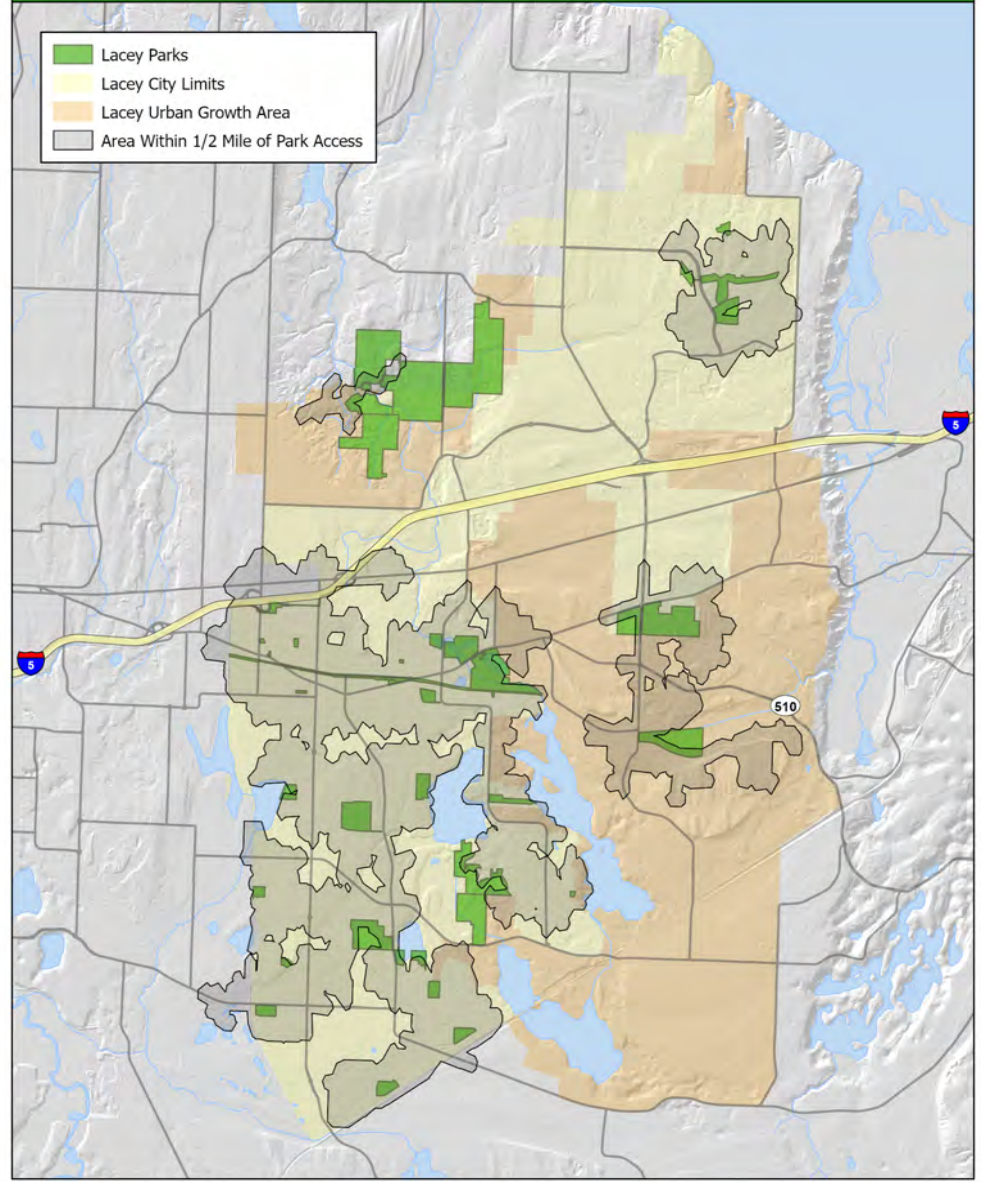 Lacey Parks
Lacey City Limits
Lacey Urban Growth Area
Area Within 1/2 Mile of Park Access
5
5
510